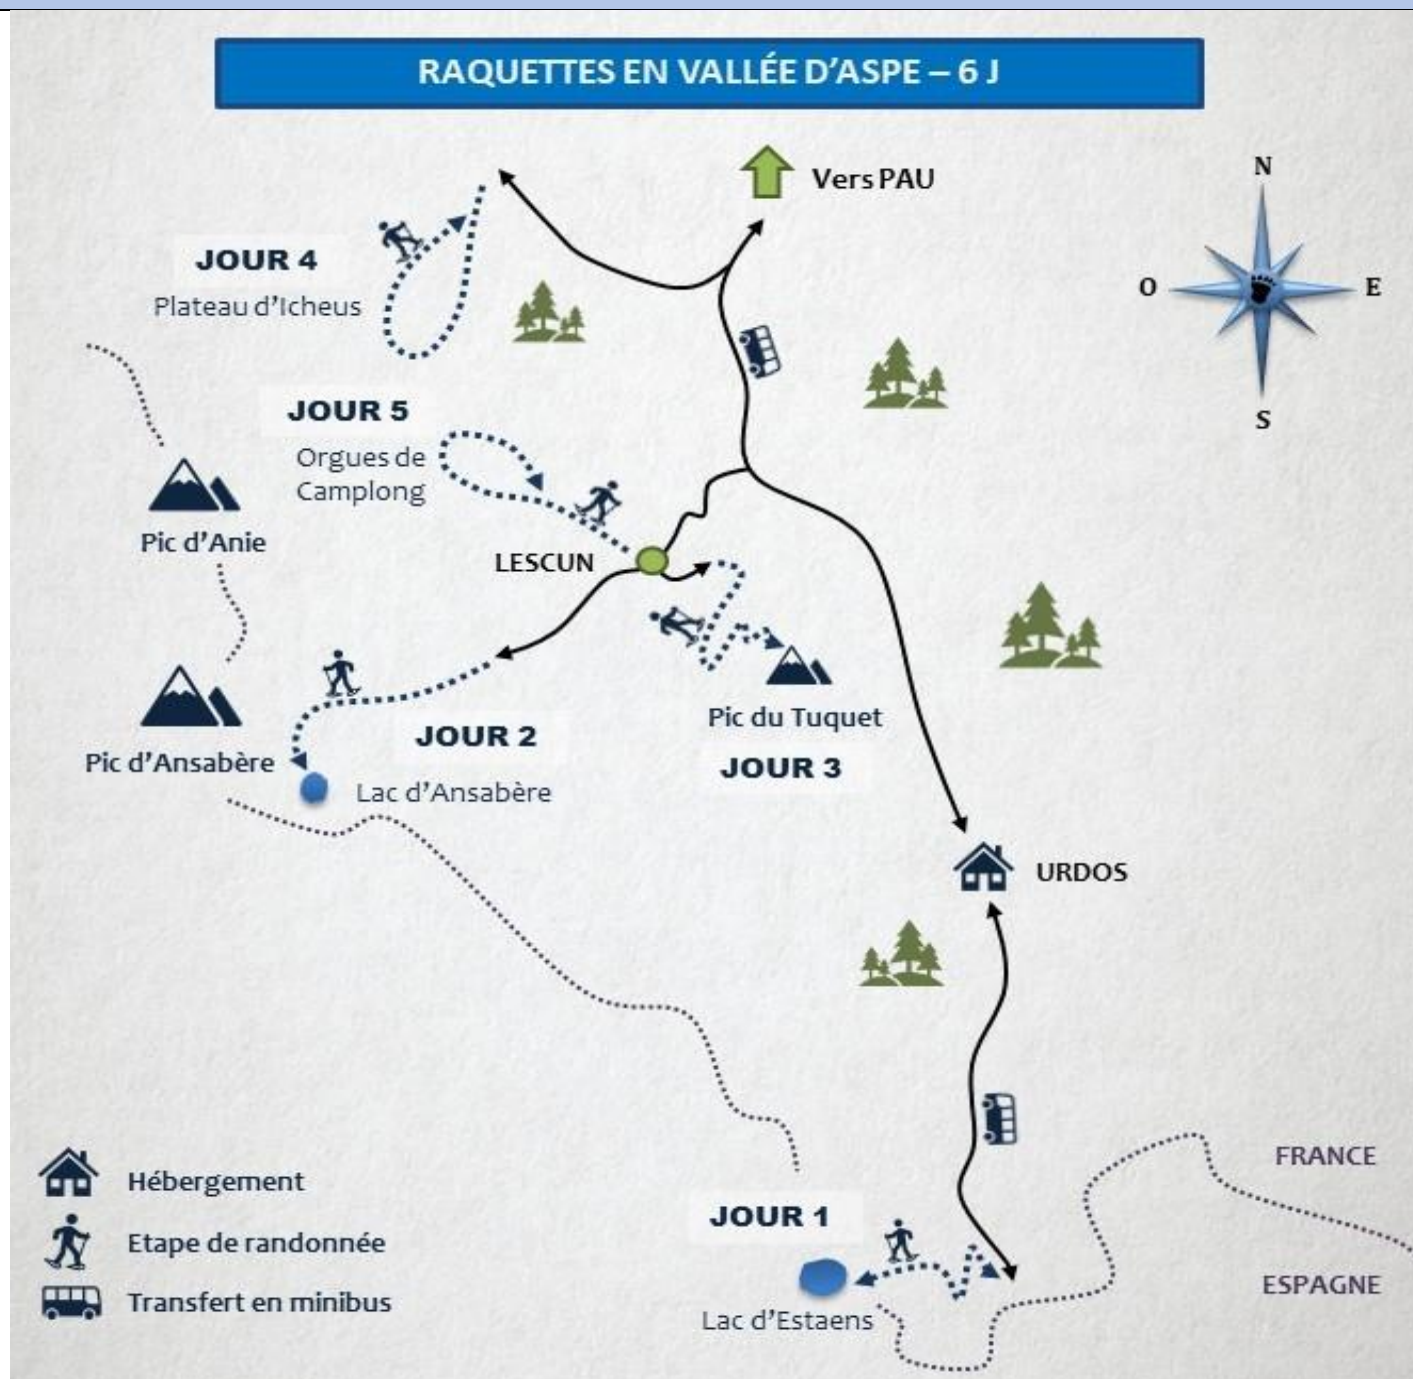 RAQUETTES EN VALLÉE D'ASPE – 6 J
Vers PAU
N
O
E
S
JOUR 4
Plateau d'Icheus
JOUR 5
Orgues de
Camplong
Pic d'Anie
LESCUN
Pic d'Ansabère
JOUR 2
Lac d'Ansabère
Pic du Tuquet
JOUR 3
URDOS
FRANCE
ESPAGNE
JOUR 1
Lac d'Estaens
Hébergement
Etape de randonnée
Transfert en minibus